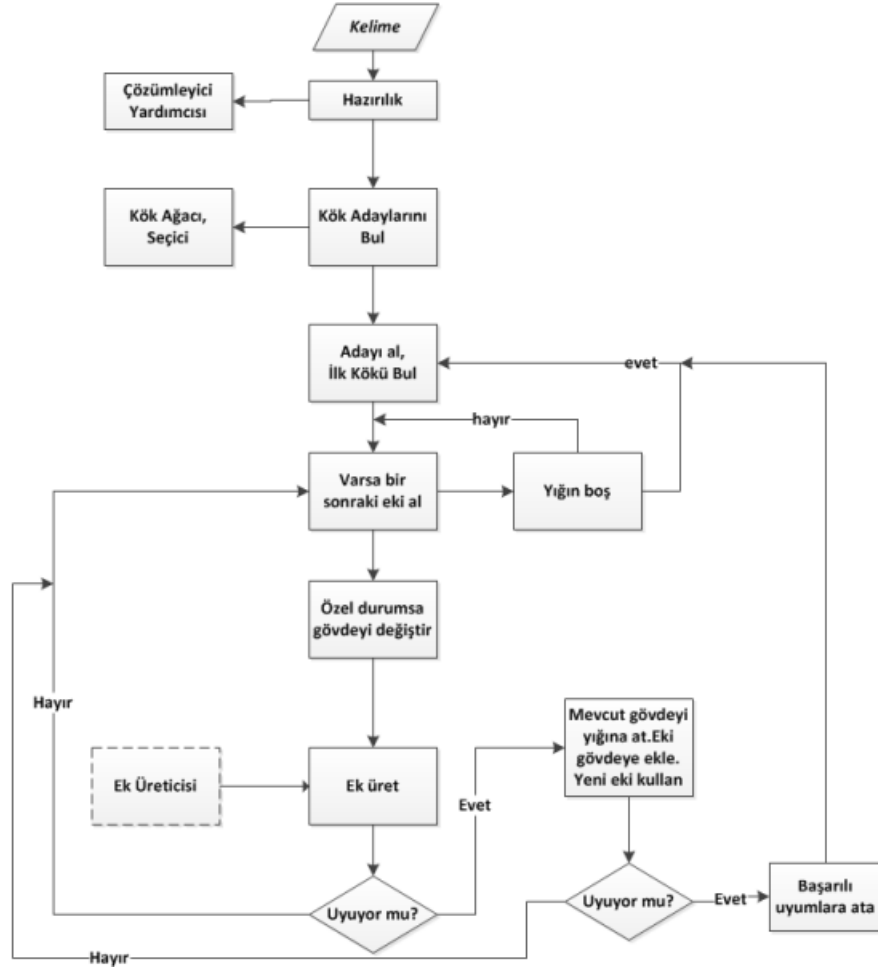 Kelime
Çözümleyici
Yardımcısı
Hazırılık
Kök Ağacı,
Seçici
Kök Adaylarını
Bul
Adayı al,
İlk Kökü Bul
evet
hayır
Varsa bir
sonraki eki al
Yığın boş
Özel durumsa
gövdeyi değiştir
Hayır
Mevcut gövdeyi
yığına at.Eki
gövdeye ekle.
Yeni eki kullan
Ek Üreticisi
Ek üret
Evet
Uyuyor mu?
Uyuyor mu?
Evet
Başarılı
uyumlara ata
Hayır